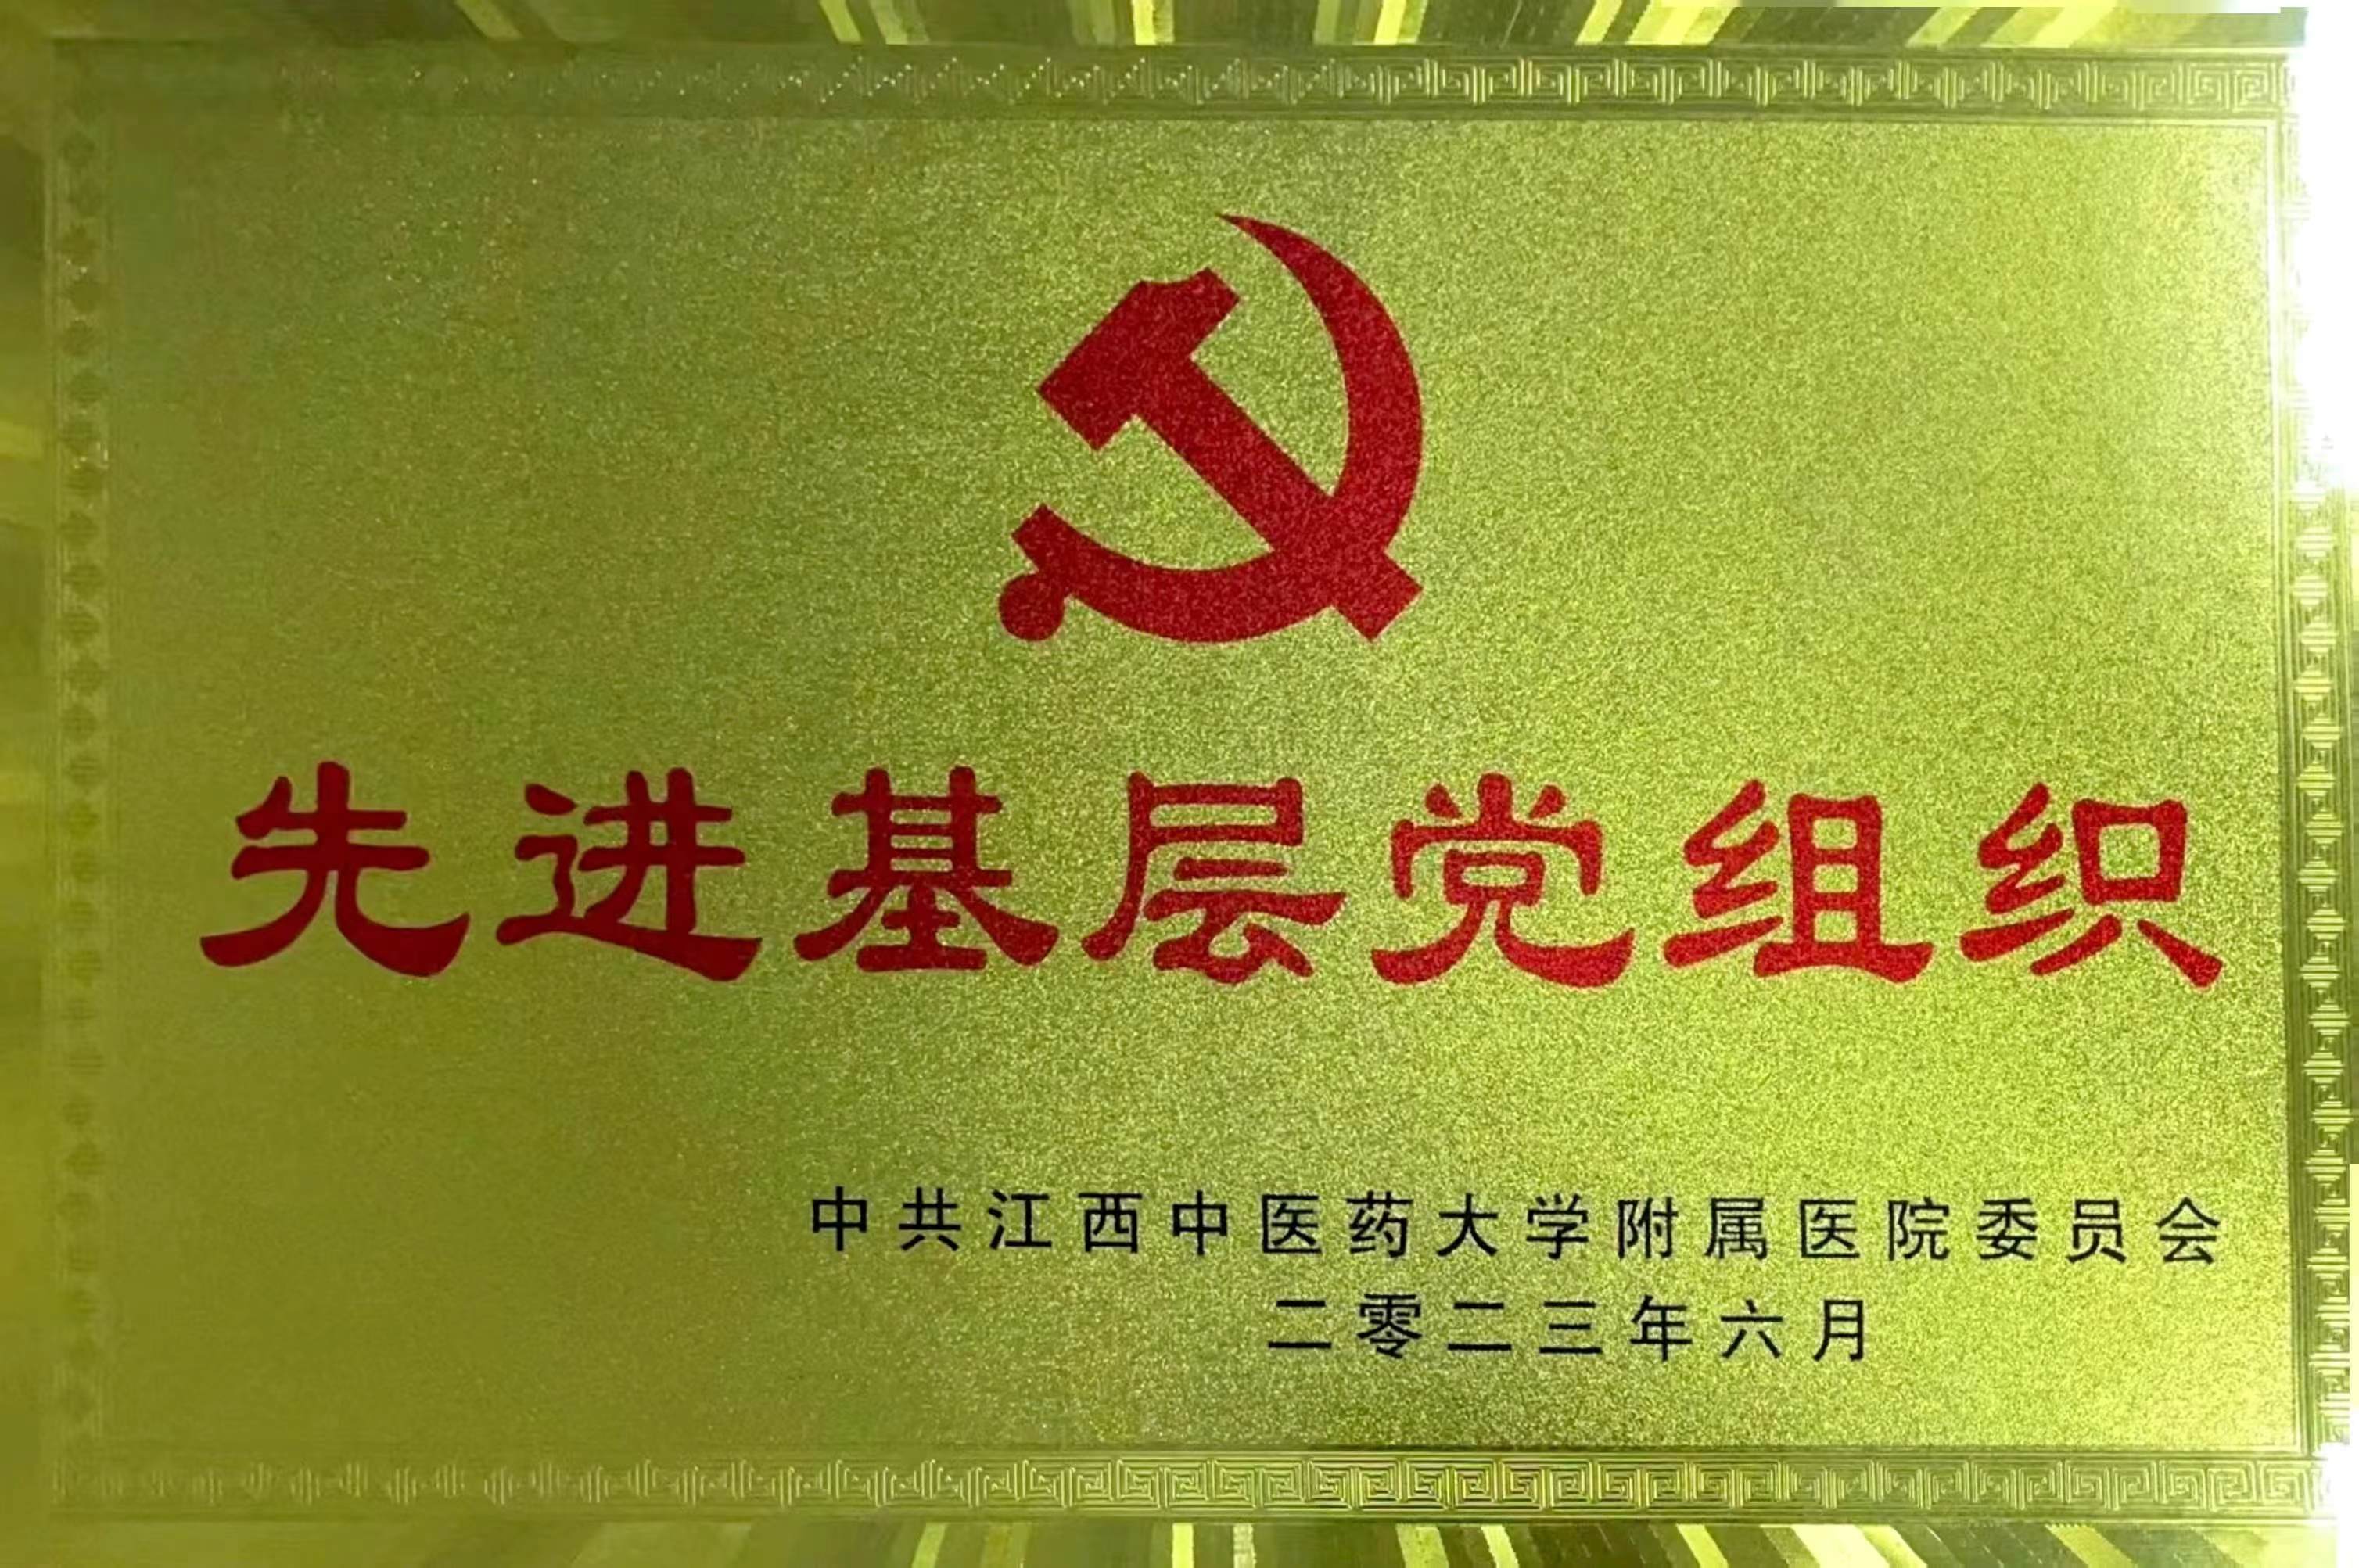 先进基层党组织
中共江西中医药大学附属医院委员会
二零二三年六月